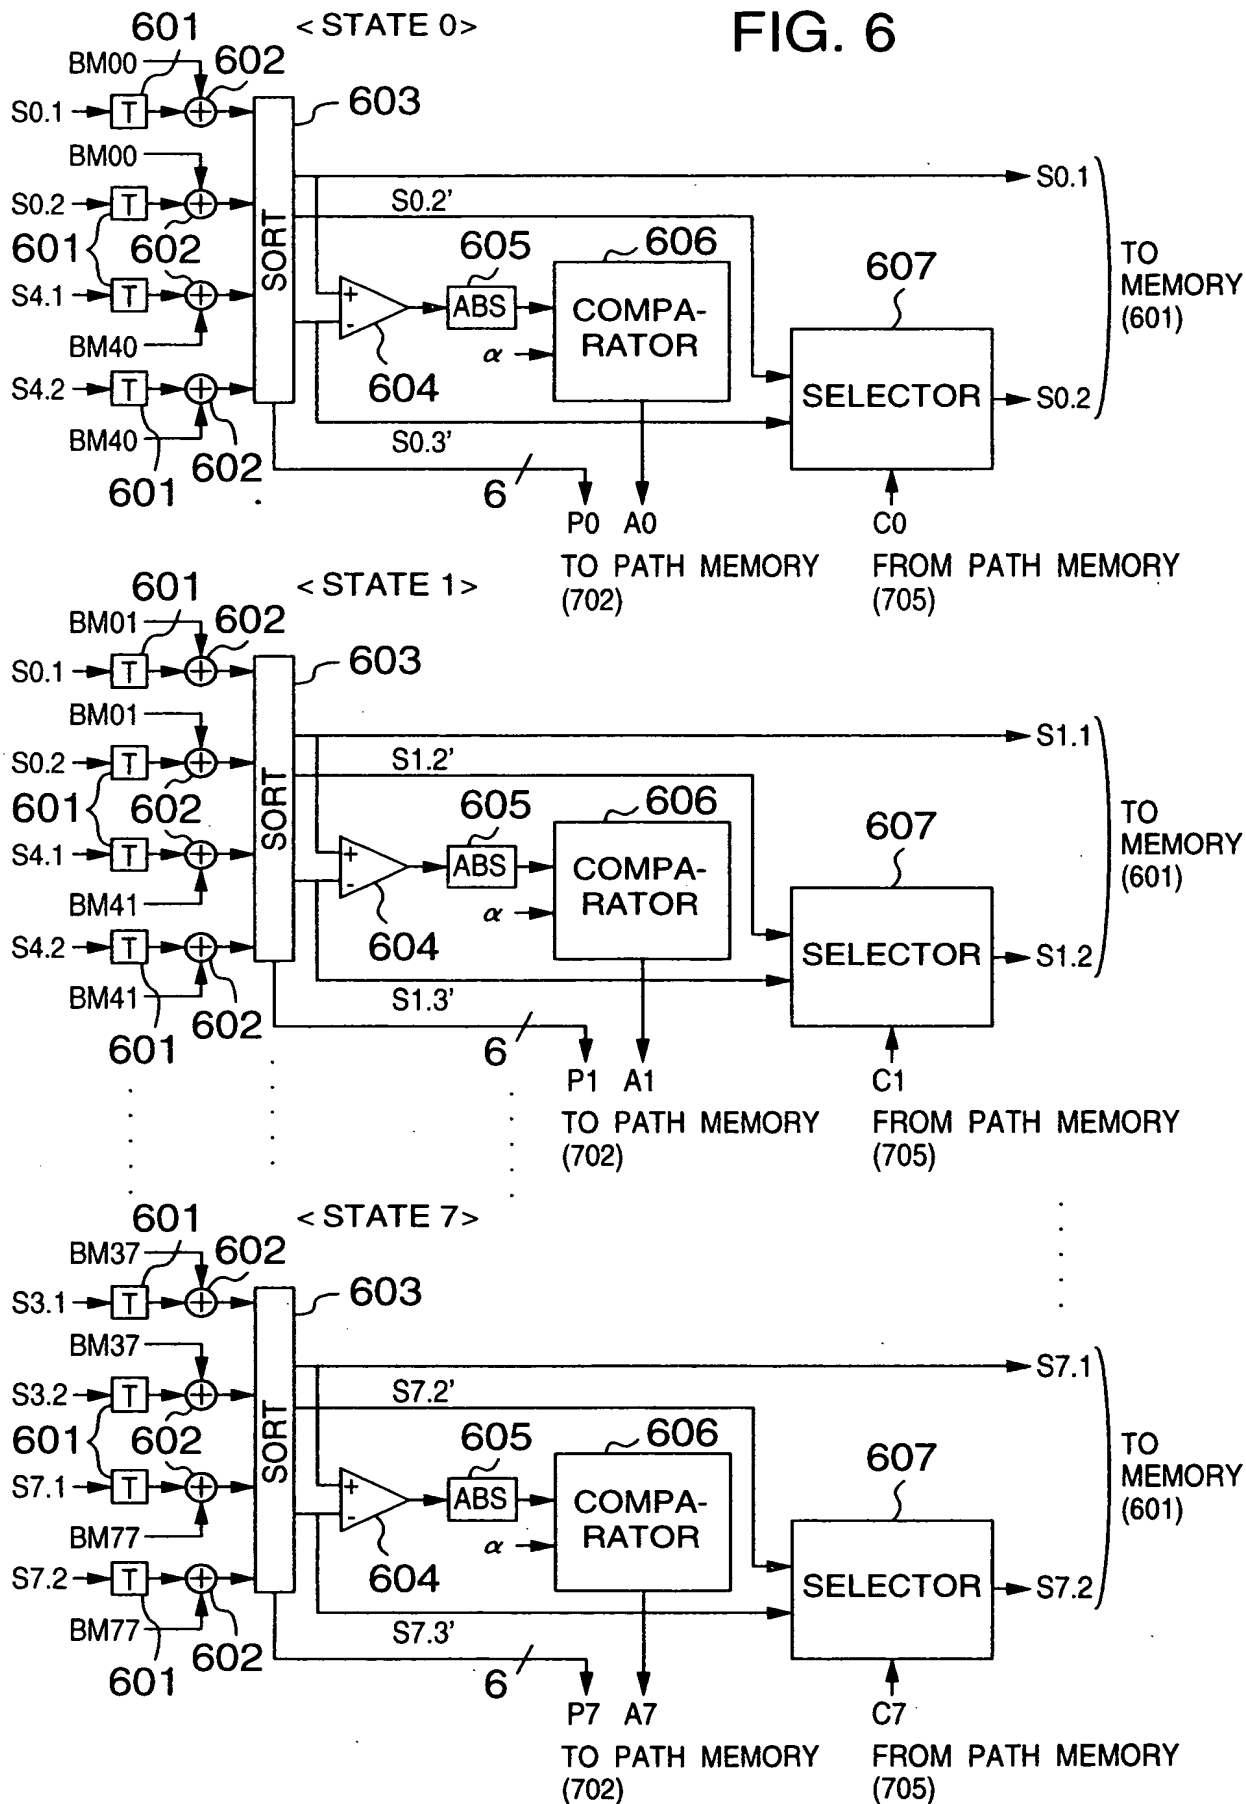 FIG. 6
< STATE 0>
601
BM00
602
S0.1
T
603
BM00
S0.1
S0.2
T
S0.2'
601
602
SORT
605
606
607
TO
MEMORY
(601)
S4.1
T
+
-
ABS
COMPA-
RATOR
BM40
α
604
SELECTOR
S0.2
S4.2
T
BM40
602
S0.3'
601
6
P0
A0
C0
TO PATH MEMORY
(702)
FROM PATH MEMORY
(705)
< STATE 1>
601
BM01
602
S0.1
T
603
BM01
S1.1
S0.2
T
S1.2'
601
602
SORT
605
606
607
TO
MEMORY
(601)
S4.1
T
+
-
ABS
COMPA-
RATOR
BM41
α
604
SELECTOR
S1.2
S4.2
T
BM41
602
S1.3'
601
6
P1
A1
C1
TO PATH MEMORY
(702)
FROM PATH MEMORY
(705)
< STATE 7>
601
BM37
602
S3.1
T
603
BM37
S7.1
S3.2
T
S7.2'
601
602
SORT
605
606
607
TO
MEMORY
(601)
S7.1
T
+
-
ABS
COMPA-
RATOR
BM77
α
604
SELECTOR
S7.2
S7.2
T
BM77
602
S7.3'
601
6
P7
A7
C7
TO PATH MEMORY
(702)
FROM PATH MEMORY
(705)